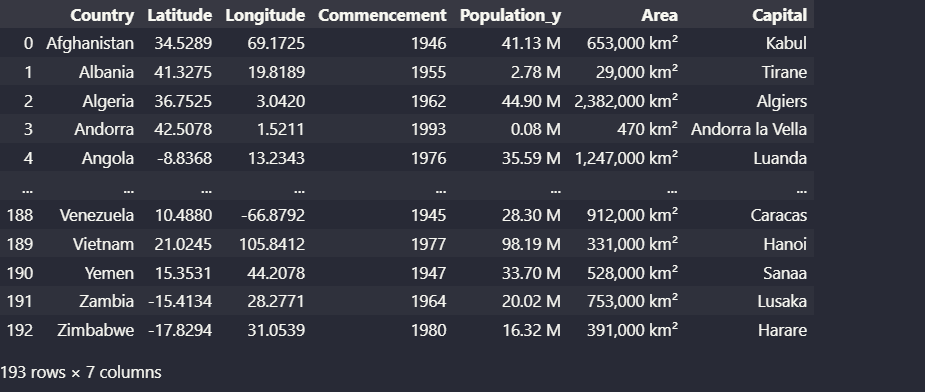 Country Latitude Longitude Commencement Population_y Area Capital
0 Afghanistan 34.5289 69.1725 1946 41.13 M 653,000 km² Kabul
1 Albania 41.3275 19.8189 1955 2.78 M 29,000 km² Tirane
2 Algeria 36.7525 3.0420 1962 44.90 M 2,382,000 km² Algiers
3 Andorra 42.5078 1.5211 1993 0.08 M 470 km² Andorra la Vella
4 Angola -8.8368 13.2343 1976 35.59 M 1,247,000 km² Luanda
... ... ... ... ... ... ... ...
188 Venezuela 10.4880 -66.8792 1945 28.30 M 912,000 km² Caracas
189 Vietnam 21.0245 105.8412 1977 98.19 M 331,000 km² Hanoi
190 Yemen 15.3531 44.2078 1947 33.70 M 528,000 km² Sanaa
191 Zambia -15.4134 28.2771 1964 20.02 M 753,000 km² Lusaka
192 Zimbabwe -17.8294 31.0539 1980 16.32 M 391,000 km² Harare
193 rows × 7 columns